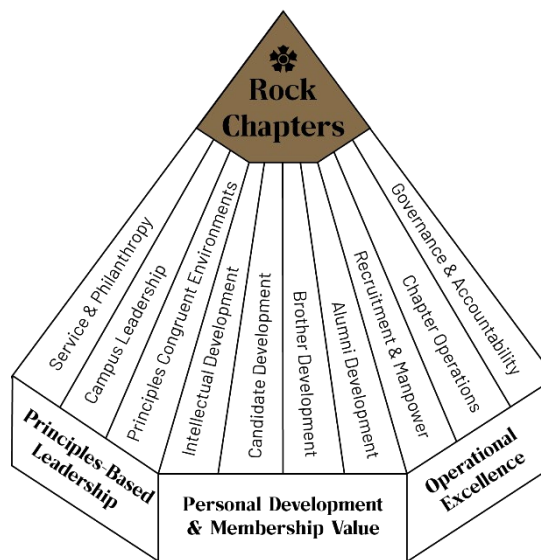 Rock
Chapters
Service & Philanthropy
Campus Leadership
Principles Congruent Environments
Intellectual Development
Candidate Development
Brother Development
Alumni Development
Recruitment & Manpower
Chapter Operations
Governance & Accountability
Principles-Based
Leadership
Personal Development
& Membership Value
Operational
Excellence